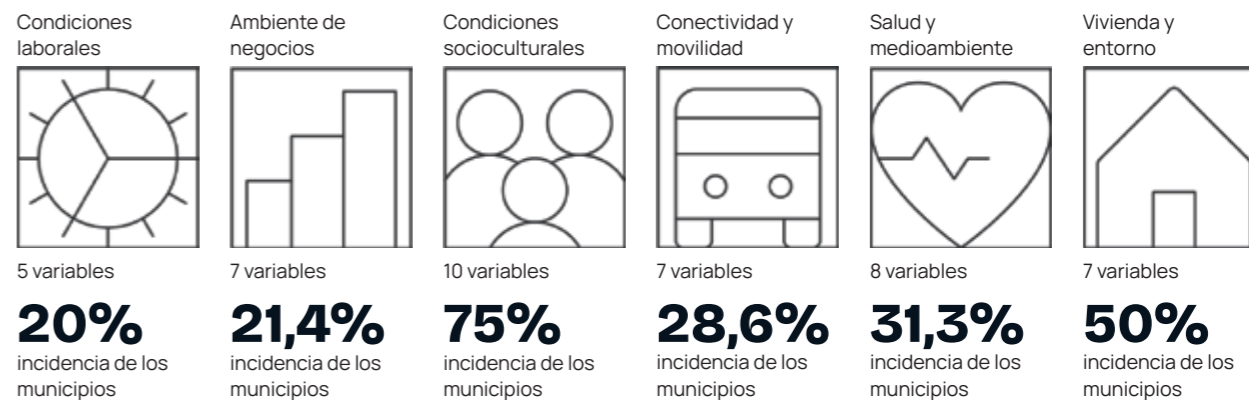 Condiciones
laborales
5 variables
20%
incidencia de los
municipios
Ambiente de
negocios
7 variables
21,4%
incidencia de los
municipios
Condiciones
socioculturales
10 variables
75%
incidencia de los
municipios
Conectividad y
movilidad
7 variables
28,6%
incidencia de los
municipios
Salud y
medioambiente
8 variables
31,3%
incidencia de los
municipios
Vivienda y
entorno
7 variables
50%
incidencia de los
municipios